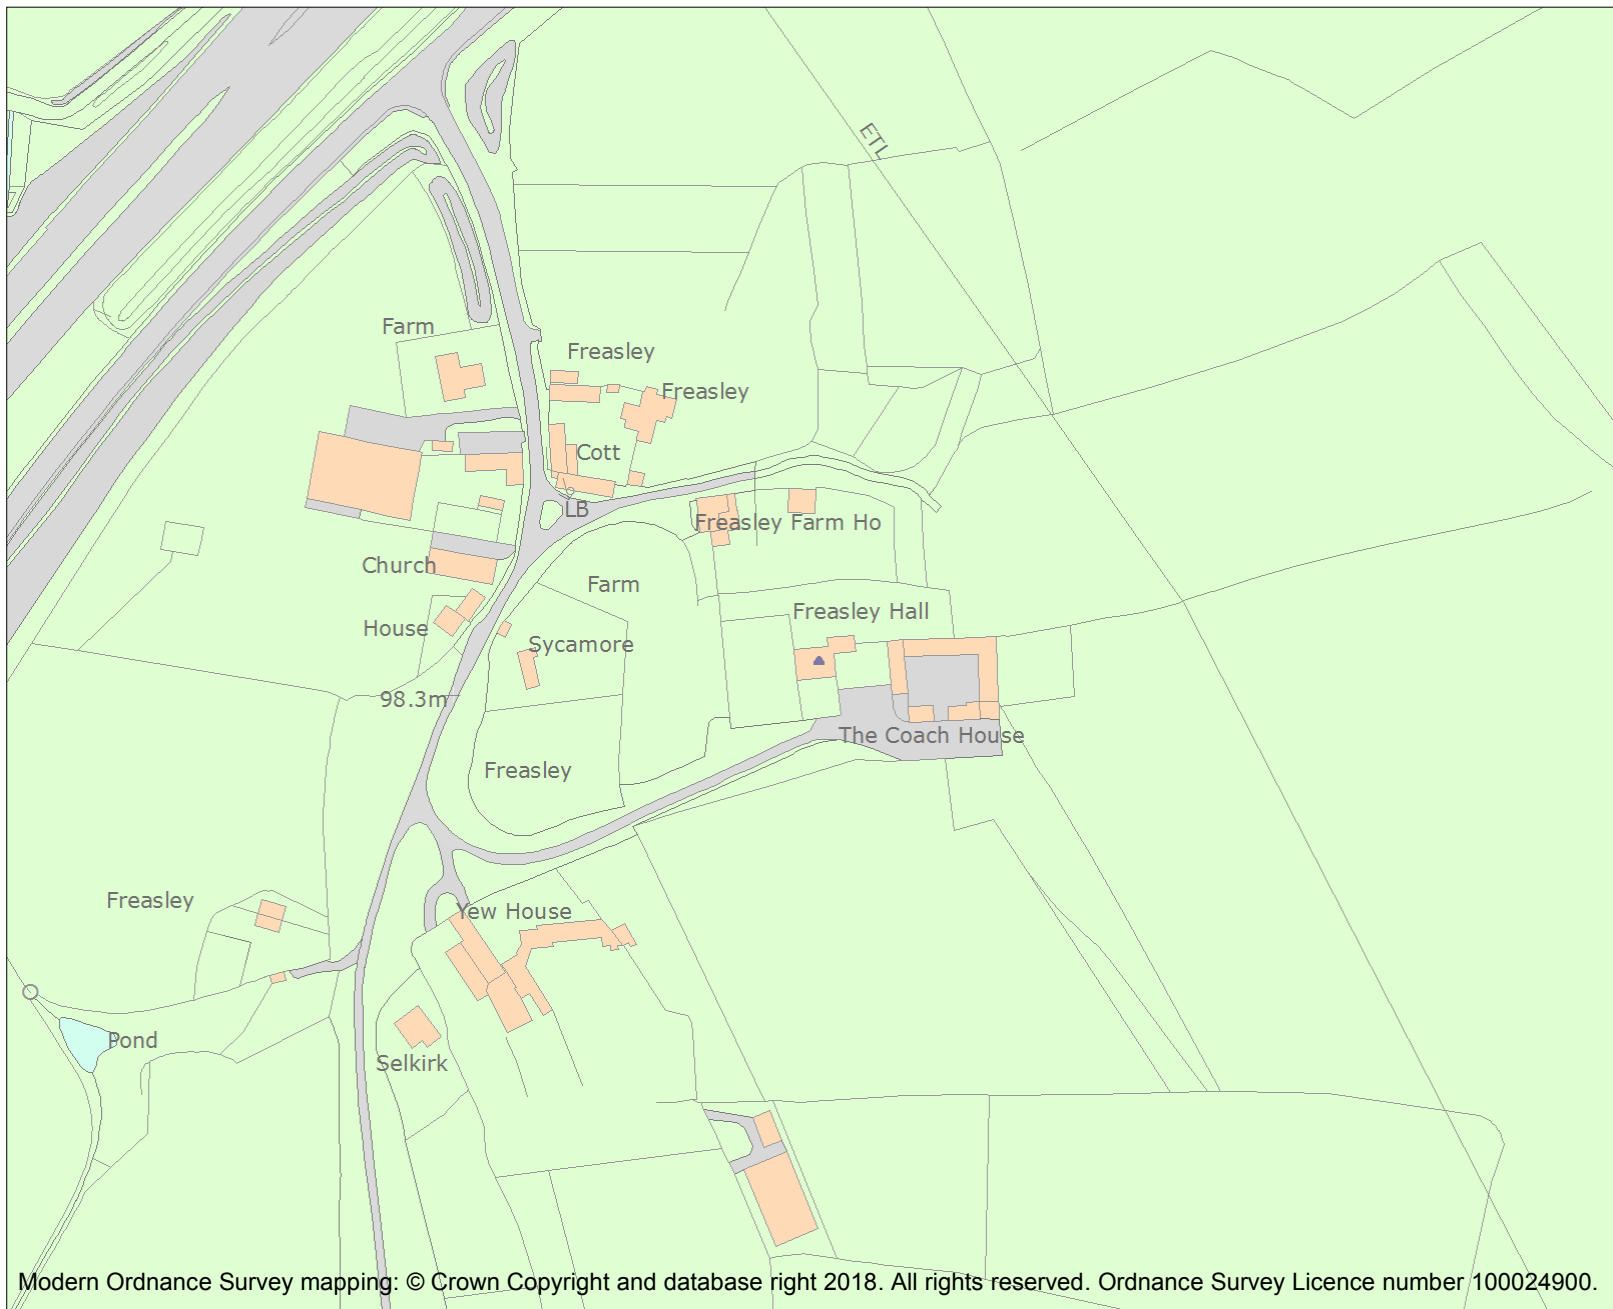 ETL
Farm
Freasley
Freasley
Cott
LB
Freasley Farm Ho
Church
Farm
Freasley Hall
House
Sycamore
98.3m
The Coach House
Freasley
Freasley
Yew House
Pond
Selkirk
Modern Ordnance Survey mapping: © Crown Copyright and database right 2018. All rights reserved. Ordnance Survey Licence number 100024900.